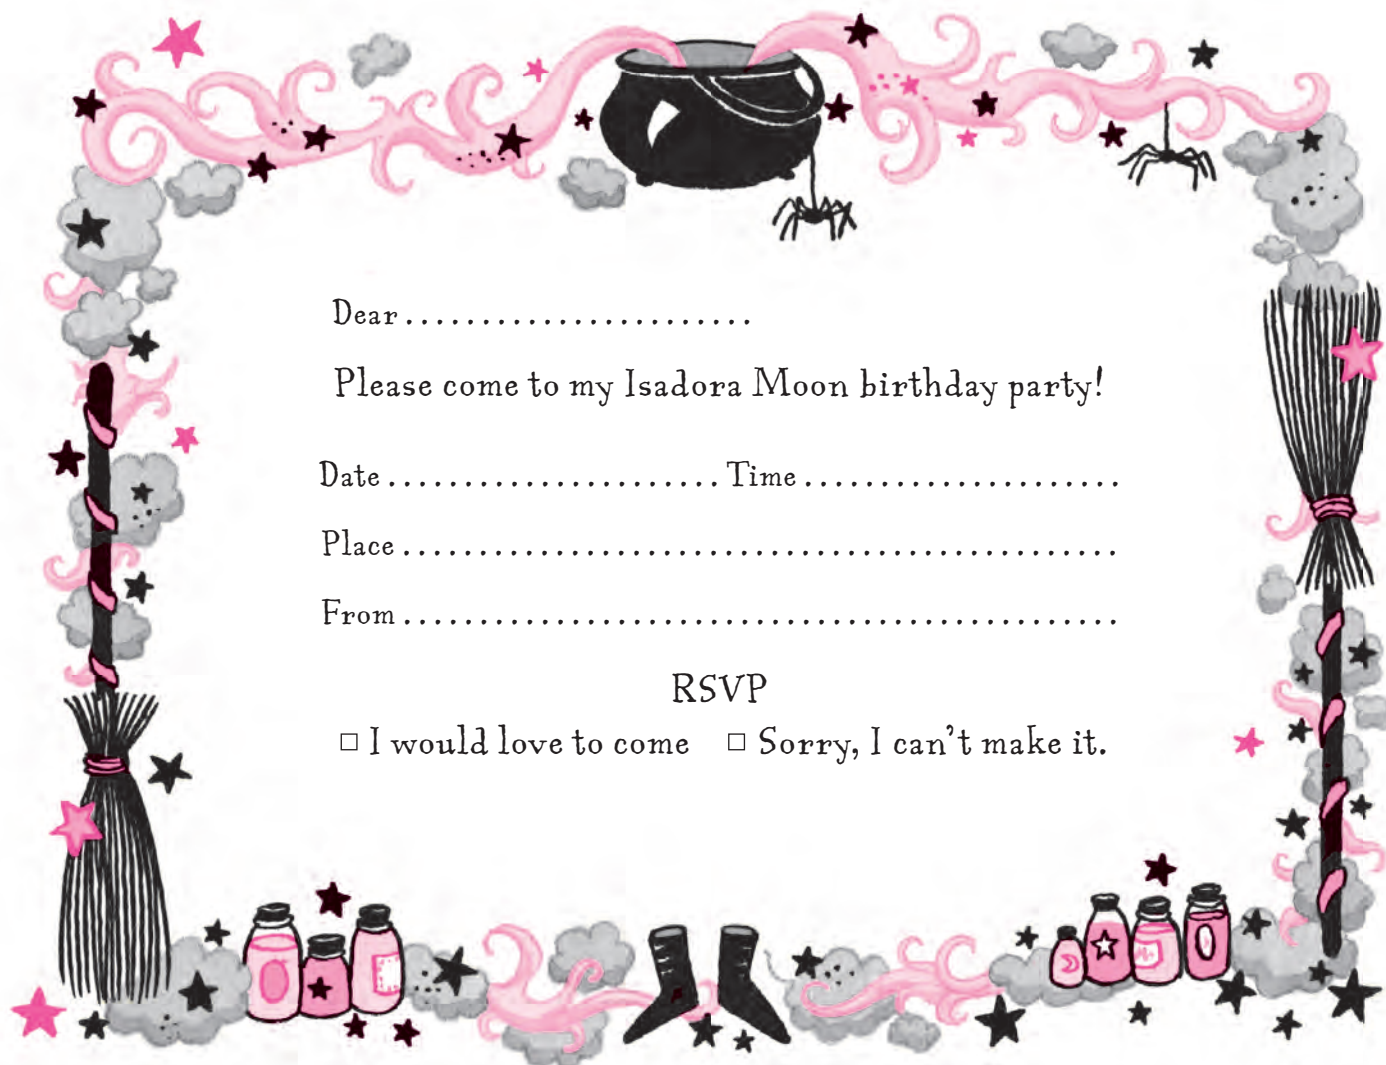 Dear.......................
Please come to my Isadora Moon birthday party!
Date...................... Time.....................
Place...............................................
From...............................................
RSVP
□ I would love to come □ Sorry, I can't make it.